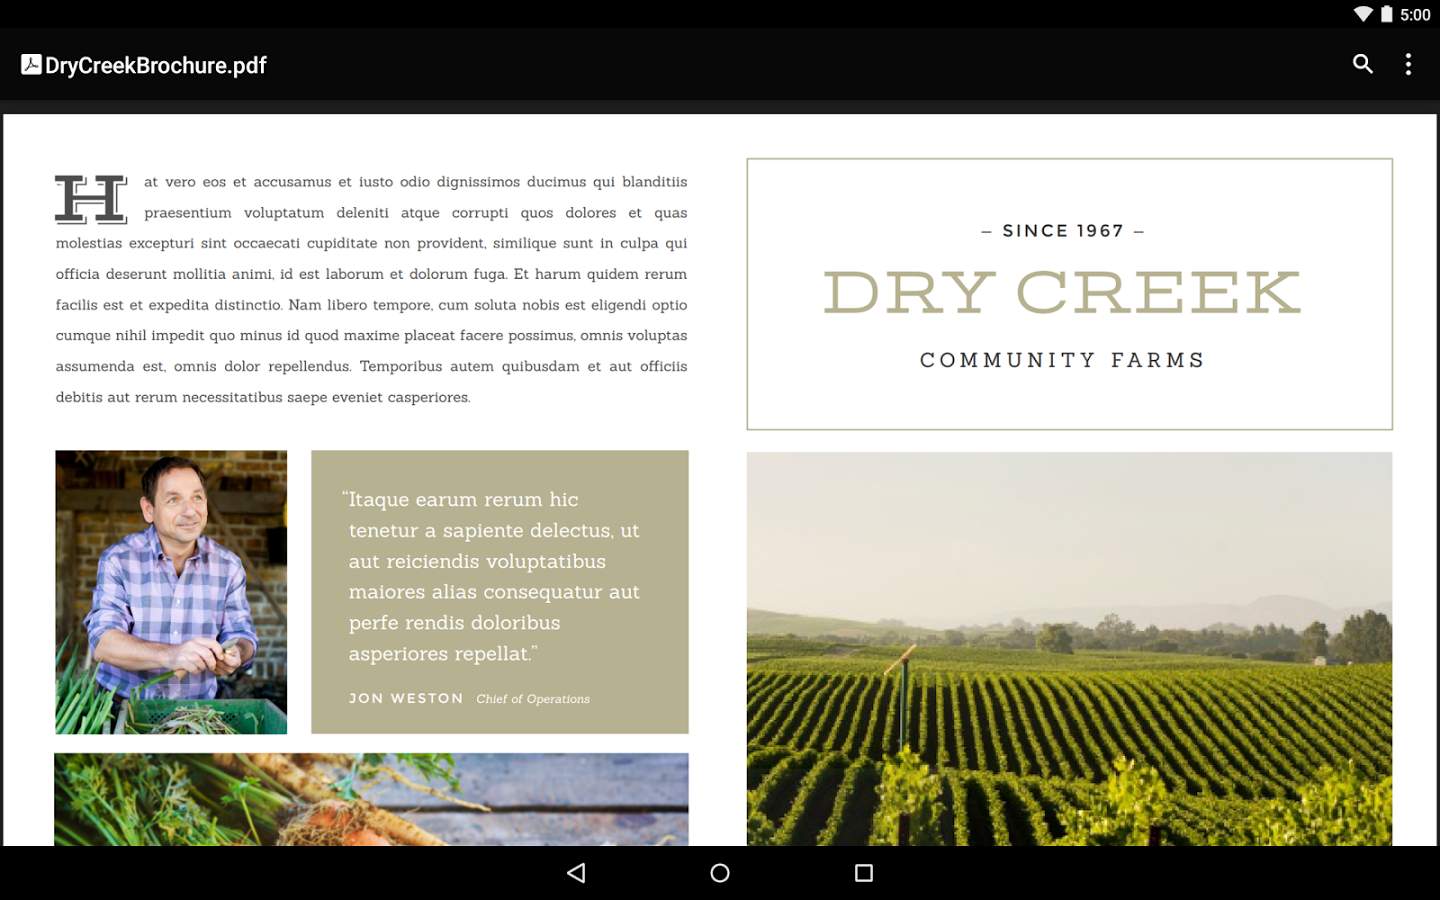 5:00
DryCreekBrochure.pdf
H at vero eos et accusamus et iusto odio dignissimos ducimus qui blanditiis
praesentium voluptatum deleniti atque corrupti quos dolores et quas
molestias excepturi sint occaecati cupiditate non provident, similique sunt in culpa qui
officia deserunt mollitia animi, id est laborum et dolorum fuga. Et harum quidem rerum
facilis est et expedita distinctio. Nam libero tempore, cum soluta nobis est eligendi optio
cumque nihil impedit quo minus id quod maxime placeat facere possimus, omnis voluptas
assumenda est, omnis dolor repellendus. Temporibus autem quibusdam et aut officiis
debitis aut rerum necessitatibus saepe eveniet casperiores.
“Itaque earum rerum hic
tenetur a sapiente delectus, ut
aut reiciendis voluptatibus
maiores alias consequatur aut
perfe rendis doloribus
asperiores repellat.”
JON WESTON Chief of Operations
– SINCE 1967 –
DRY CREEK
COMMUNITY FARMS